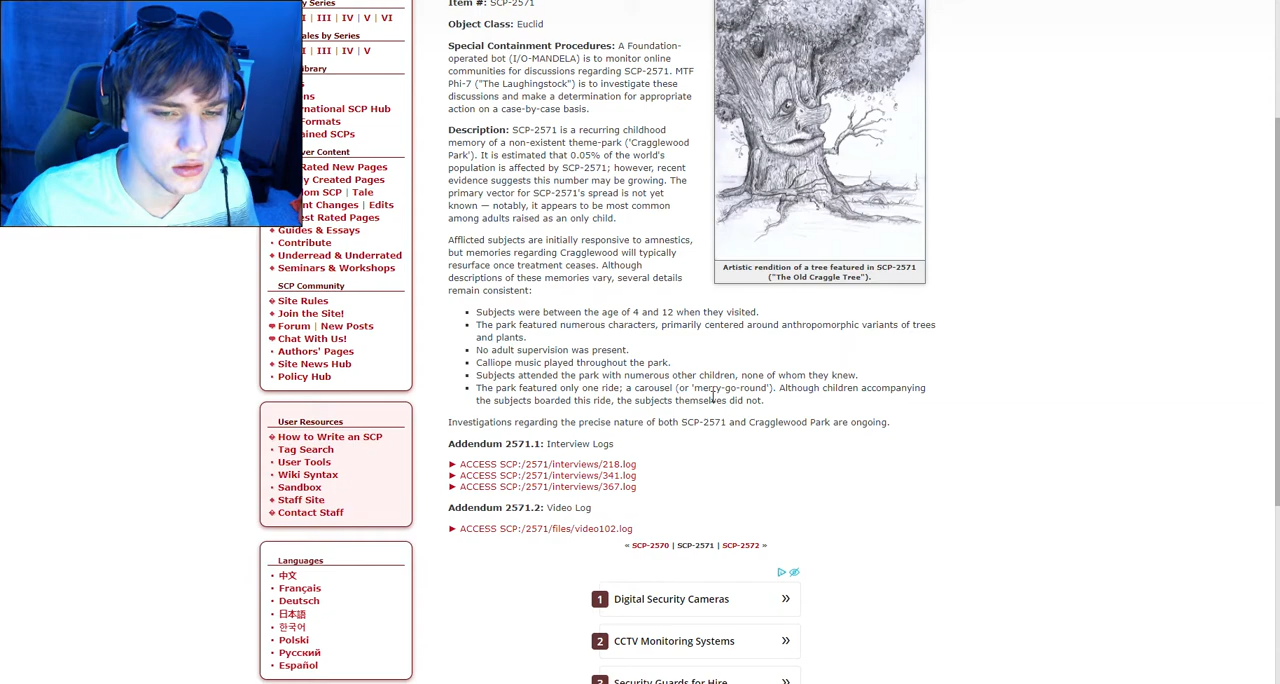 y Series
I | III | IV | V | VI
ales by Series
I | III | IV | V
ibrary
s
ons
rnational SCP Hub
Formats
ained SCPs
ver Content
Rated New Pages
y Created Pages
om SCP | Tale
nt Changes | Edits
est Rated Pages
Guides & Essays
Contribute
Underread & Underrated
Seminars & Workshops
SCP Community
Site Rules
Join the Site!
Forum | New Posts
Chat With Us!
Authors' Pages
Site News Hub
Policy Hub
User Resources
How to Write an SCP
Tag Search
User Tools
Wiki Syntax
Sandbox
Staff Site
Contact Staff
Languages
中文
Français
Deutsch
日本語
한국어
Polski
Русский
Español
Item #: SCP-2571
Object Class: Euclid
Special Containment Procedures: A Foundation-
operated bot (I/O-MANDELA) is to monitor online
communities for discussions regarding SCP-2571. MTF
Phi-7 ("The Laughingstock") is to investigate these
discussions and make a determination for appropriate
action on a case-by-case basis.
Description: SCP-2571 is a recurring childhood
memory of a non-existent theme-park ('Cragglewood
Park'). It is estimated that 0.05% of the world's
population is affected by SCP-2571; however, recent
evidence suggests this number may be growing. The
primary vector for SCP-2571's spread is not yet
known — notably, it appears to be most common
among adults raised as an only child.
Afflicted subjects are initially responsive to amnestics,
but memories regarding Cragglewood will typically
resurface once treatment ceases. Although
descriptions of these memories vary, several details
remain consistent:
Artistic rendition of a tree featured in SCP-2571
("The Old Craggle Tree").
Subjects were between the age of 4 and 12 when they visited.
The park featured numerous characters, primarily centered around anthropomorphic variants of trees
and plants.
No adult supervision was present.
Calliope music played throughout the park.
Subjects attended the park with numerous other children, none of whom they knew.
The park featured only one ride; a carousel (or 'merry-go-round'). Although children accompanying
the subjects boarded this ride, the subjects themselves did not.
Investigations regarding the precise nature of both SCP-2571 and Cragglewood Park are ongoing.
Addendum 2571.1: Interview Logs
► ACCESS SCP:/2571/interviews/218.log
► ACCESS SCP:/2571/interviews/341.log
► ACCESS SCP:/2571/interviews/367.log
Addendum 2571.2: Video Log
► ACCESS SCP:/2571/files/video102.log
« SCP-2570 | SCP-2571 | SCP-2572 »
1 Digital Security Cameras »
2 CCTV Monitoring Systems »
3 Security Guards for Hire »